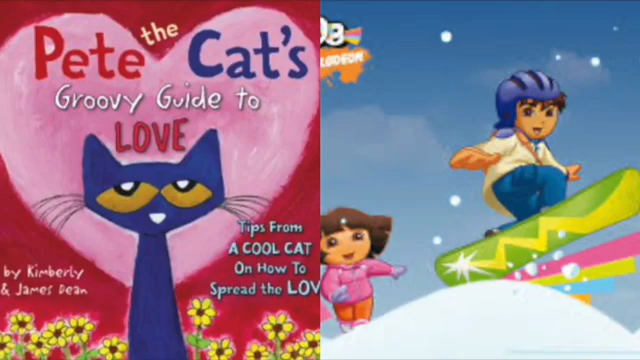 the
Pete Cat's
Groovy Guide to
LOVE
Tips From
A COOL CAT
On How To
Spread the LOV
by Kimberly
& James Dean